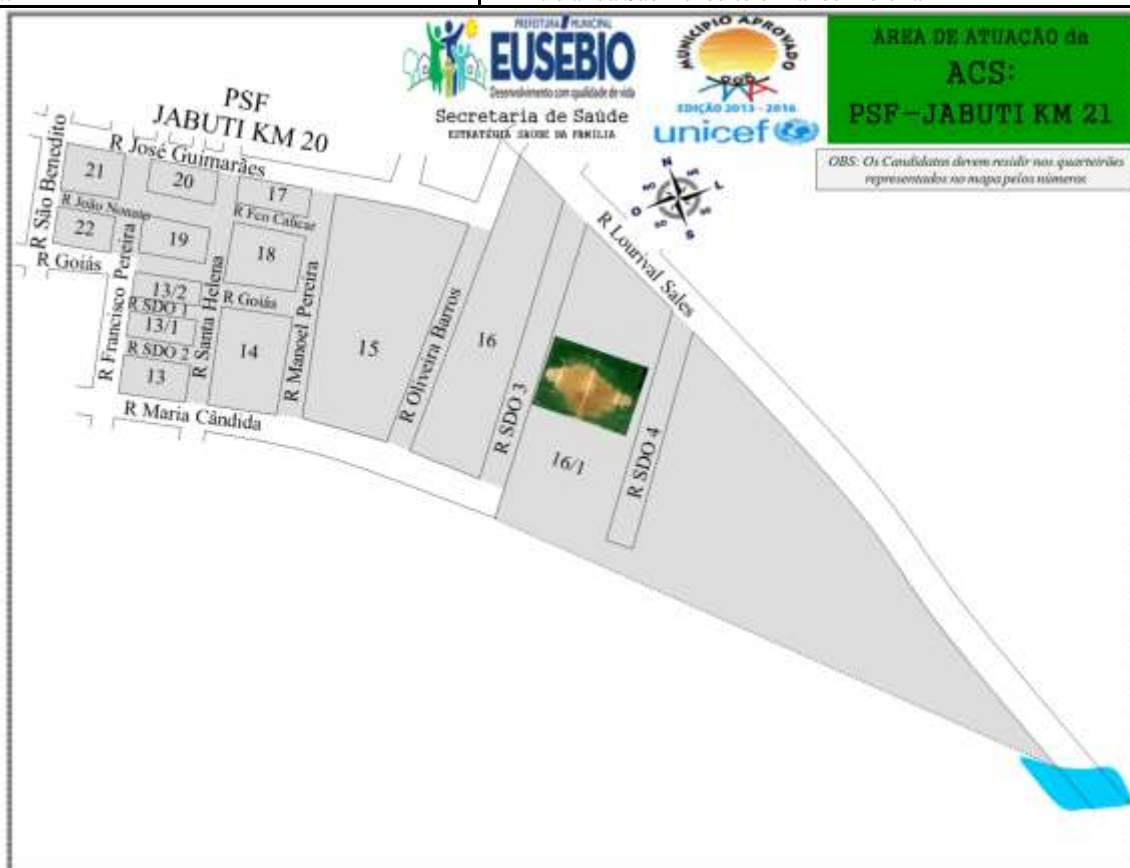 PREFEITURA MUNICIPAL
EUSÉBIO
Desenvolvimento com qualidade de vida
Secretaria de Saúde
ESTRATÉGIA SAÚDE DA FAMÍLIA
MUNICÍPIO APROVADO
EDIÇÃO 2013 - 2016
unicef
ÁREA DE ATUAÇÃO da
ACS:
PSF-JABUTI KM 21
OBS: Os Candidatos devem residir nos quarteirões
representados no mapa pelos números
N
L
S
O
PSF
JABUTI KM 20
R José Guimarães
R São Benedito
21
20
17
R João Nonato
R Fco Calicar
22
19
18
R Goiás
R Francisco Pereira
R Santa Helena
R Manoel Pereira
13/2
R Goiás
R SDO 1
13/1
R SDO 2
13
14
15
R Oliveira Barros
16
R SDO 3
16/1
R SDO 4
R Lourival Sales
R Maria Cândida